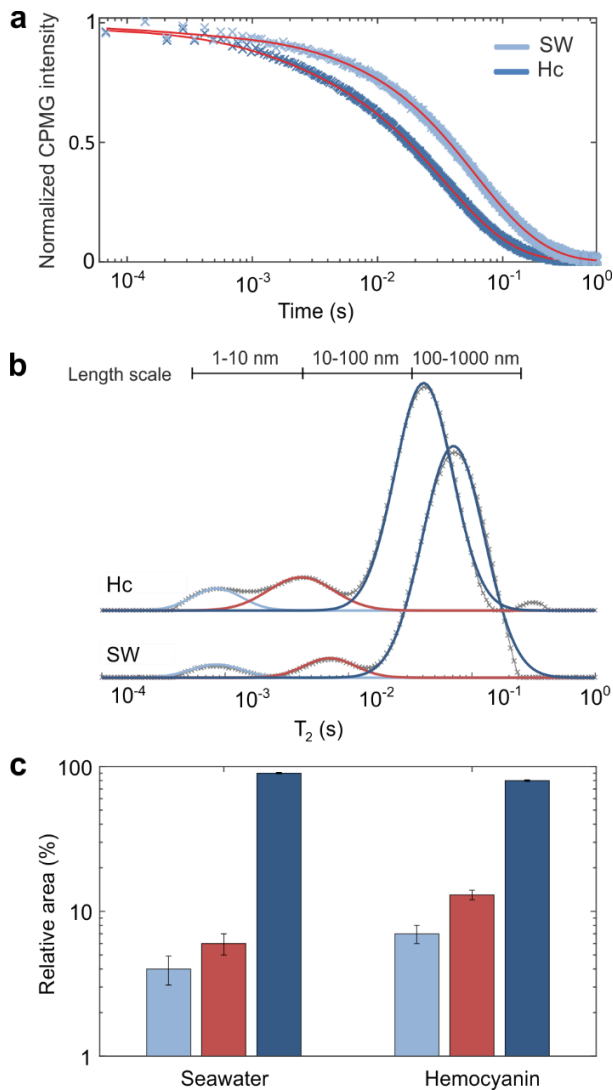 a
1
0.5
0
Normalized CPMG intensity
SW
Hc
10⁻⁴ 10⁻³ 10⁻² 10⁻¹ 10⁰
Time (s)
b
Length scale
1-10 nm 10-100 nm 100-1000 nm
Hc
SW
10⁻⁴ 10⁻³ 10⁻² 10⁻¹ 10⁰
T₂ (s)
c
100
10
1
Relative area (%)
Seawater Hemocyanin